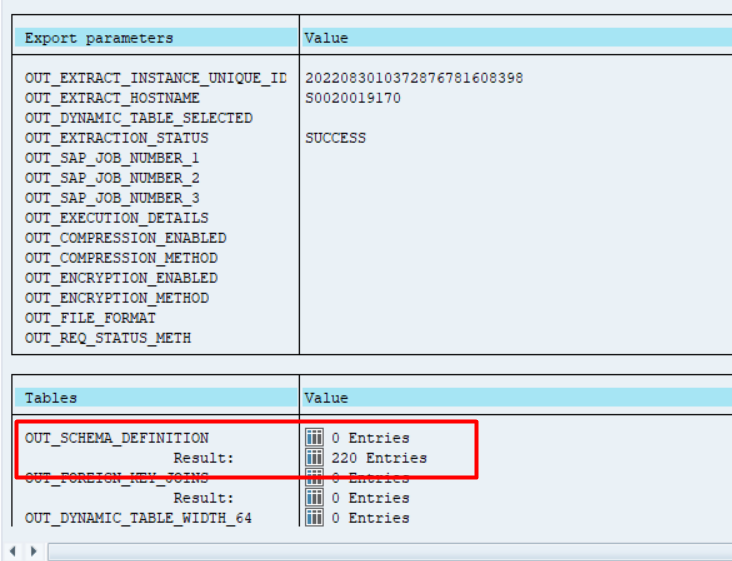 Export parameters Value
OUT_EXTRACT_INSTANCE_UNIQUE_ID 2022083010372876781608398
OUT_EXTRACT_HOSTNAME S0020019170
OUT_DYNAMIC_TABLE_SELECTED
OUT_EXTRACTION_STATUS SUCCESS
OUT_SAP_JOB_NUMBER_1
OUT_SAP_JOB_NUMBER_2
OUT_SAP_JOB_NUMBER_3
OUT_EXECUTION_DETAILS
OUT_COMPRESSION_ENABLED
OUT_COMPRESSION_METHOD
OUT_ENCRYPTION_ENABLED
OUT_ENCRYPTION_METHOD
OUT_FILE_FORMAT
OUT_REQ_STATUS_METH
Tables Value
OUT_SCHEMA_DEFINITION 0 Entries
Result: 220 Entries
OUT_FOREIGN_KEY_JOINS 0 Entries
Result: 0 Entries
OUT_DYNAMIC_TABLE_WIDTH_64 0 Entries